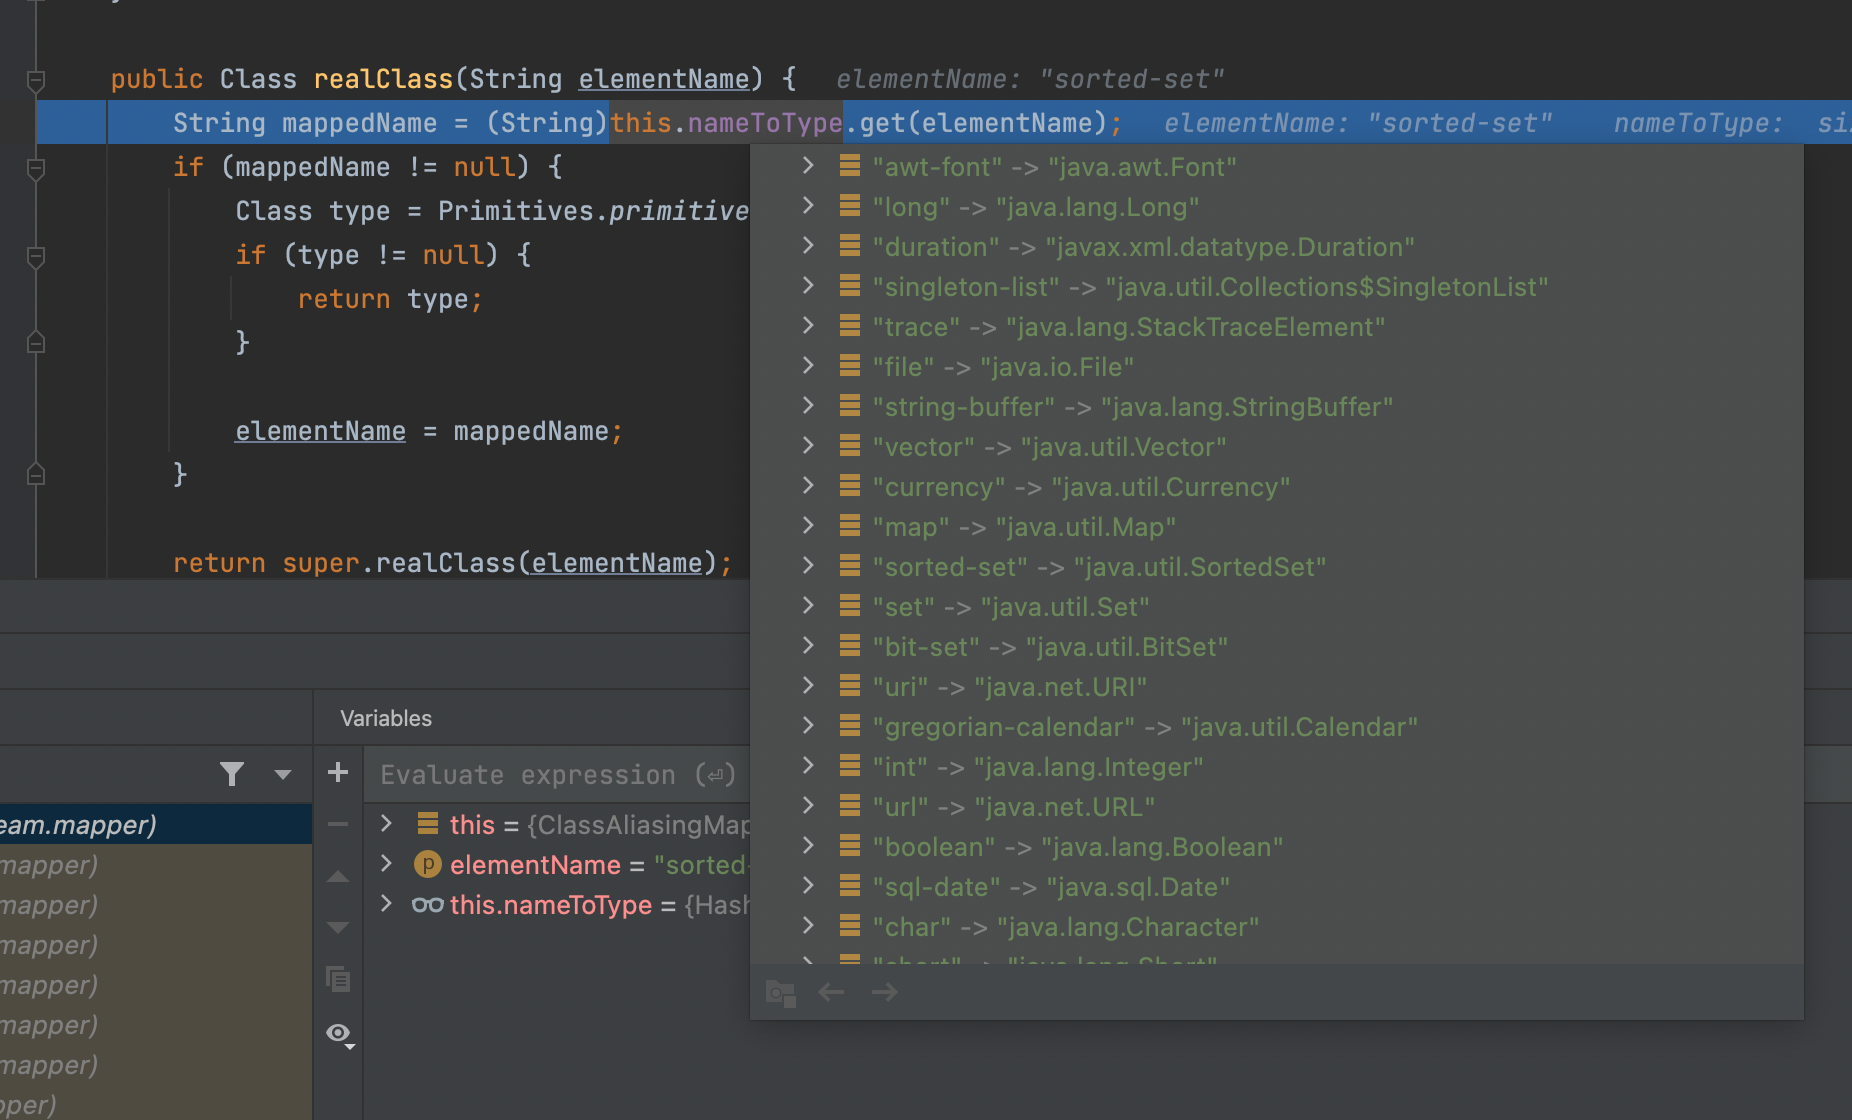 public Class realClass(String elementName) {   elementName: "sorted-set"
String mappedName = (String)this.nameToType.get(elementName);   elementName: "sorted-set"   nameToType:
if (mappedName != null) {
Class type = Primitives.primitive
if (type != null) {
return type;
}
elementName = mappedName;
}
return super.realClass(elementName);
"awt-font" -> "java.awt.Font"
"long" -> "java.lang.Long"
"duration" -> "javax.xml.datatype.Duration"
"singleton-list" -> "java.util.Collections$SingletonList"
"trace" -> "java.lang.StackTraceElement"
"file" -> "java.io.File"
"string-buffer" -> "java.lang.StringBuffer"
"vector" -> "java.util.Vector"
"currency" -> "java.util.Currency"
"map" -> "java.util.Map"
"sorted-set" -> "java.util.SortedSet"
"set" -> "java.util.Set"
"bit-set" -> "java.util.BitSet"
"uri" -> "java.net.URI"
"gregorian-calendar" -> "java.util.Calendar"
"int" -> "java.lang.Integer"
"url" -> "java.net.URL"
"boolean" -> "java.lang.Boolean"
"sql-date" -> "java.sql.Date"
"char" -> "java.lang.Character"
"short" -> "java.lang.Short"
Variables
Evaluate expression (⏎)
this = {ClassAliasingMap
p elementName = "sorted-
this.nameToType = {Hash
eam.mapper)
mapper)
mapper)
mapper)
mapper)
mapper)
mapper)
pper)